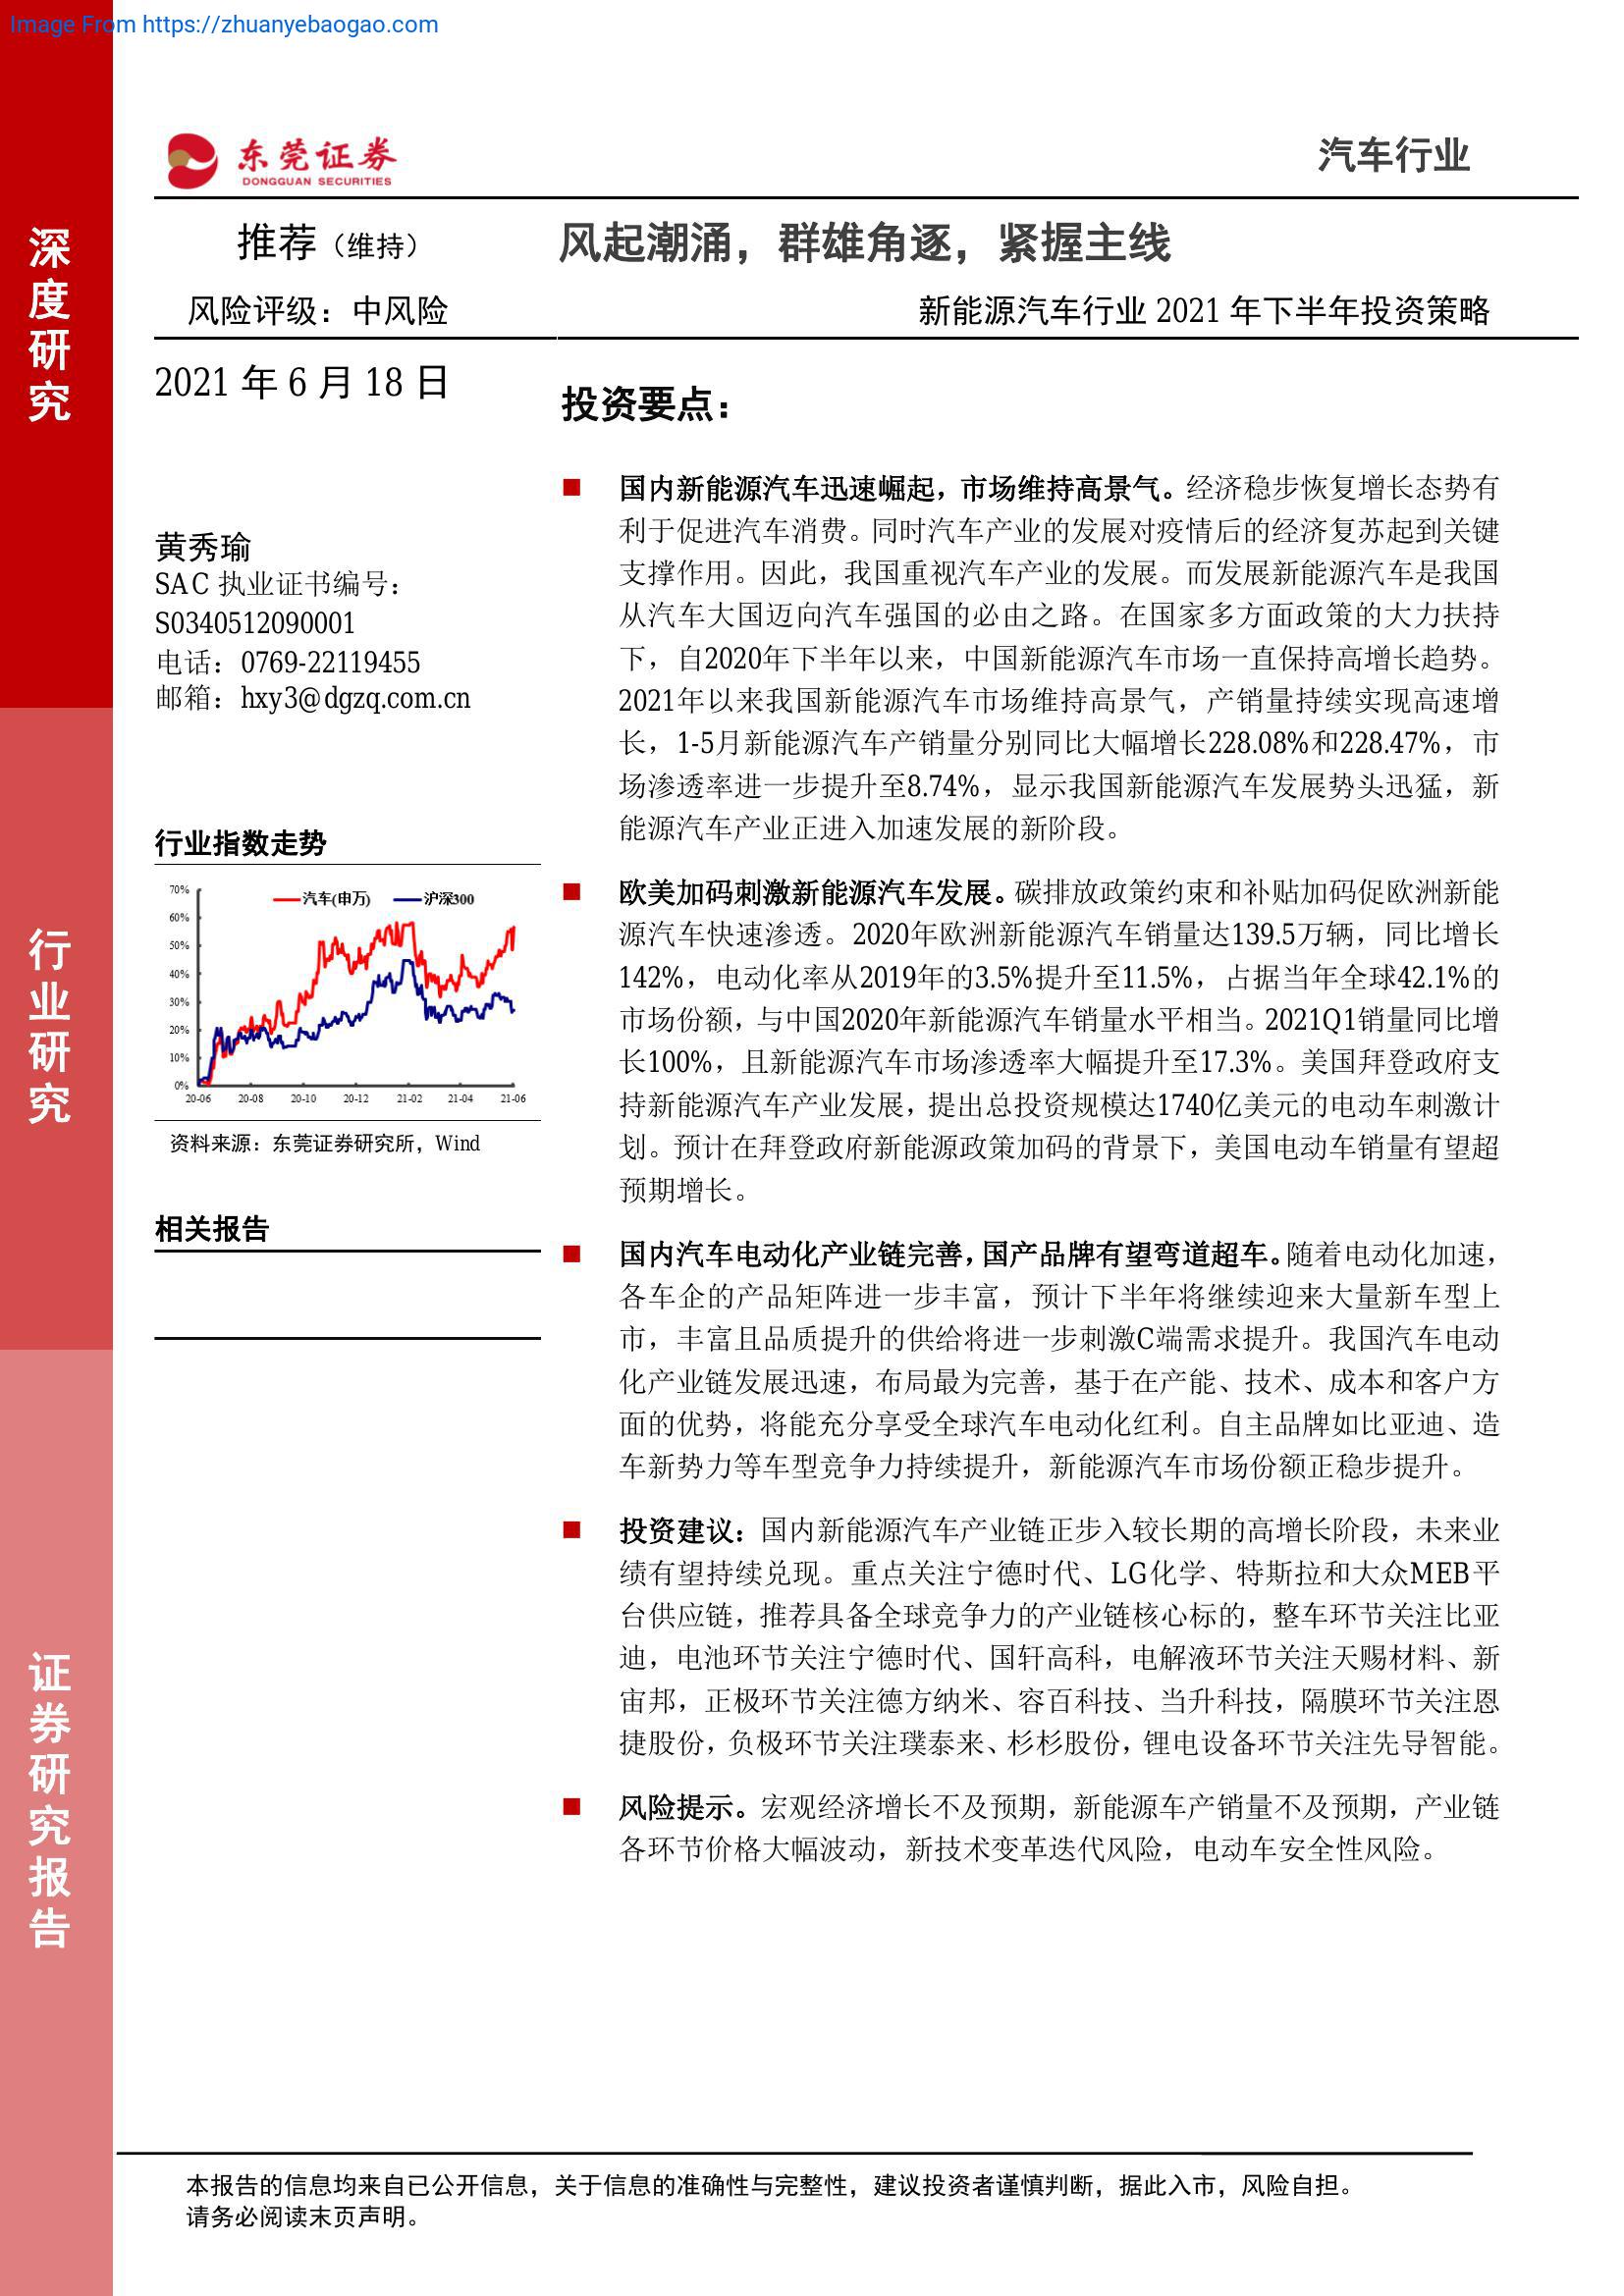 Image From https://zhuanyebaogao.com
深度研究
行业研究
证券研究报告
东莞证券
DONGGUAN SECURITIES
汽车行业
推荐（维持）
风起潮涌，群雄角逐，紧握主线
风险评级：中风险
新能源汽车行业 2021 年下半年投资策略
2021 年 6 月 18 日
黄秀瑜
SAC 执业证书编号：
S0340512090001
电话：0769-22119455
邮箱：hxy3@dgzq.com.cn
行业指数走势
汽车(申万) 沪深300
70%
60%
50%
40%
30%
20%
10%
0%
20-06 20-08 20-10 20-12 21-02 21-04 21-06
资料来源：东莞证券研究所，Wind
相关报告
投资要点：
■ 国内新能源汽车迅速崛起，市场维持高景气。经济稳步恢复增长态势有
利于促进汽车消费。同时汽车产业的发展对疫情后的经济复苏起到关键
支撑作用。因此，我国重视汽车产业的发展。而发展新能源汽车是我国
从汽车大国迈向汽车强国的必由之路。在国家多方面政策的大力扶持
下，自2020年下半年以来，中国新能源汽车市场一直保持高增长趋势。
2021年以来我国新能源汽车市场维持高景气，产销量持续实现高速增
长，1-5月新能源汽车产销量分别同比大幅增长228.08%和228.47%，市
场渗透率进一步提升至8.74%，显示我国新能源汽车发展势头迅猛，新
能源汽车产业正进入加速发展的新阶段。
■ 欧美加码刺激新能源汽车发展。碳排放政策约束和补贴加码促欧洲新能
源汽车快速渗透。2020年欧洲新能源汽车销量达139.5万辆，同比增长
142%，电动化率从2019年的3.5%提升至11.5%，占据当年全球42.1%的
市场份额，与中国2020年新能源汽车销量水平相当。2021Q1销量同比增
长100%，且新能源汽车市场渗透率大幅提升至17.3%。美国拜登政府支
持新能源汽车产业发展，提出总投资规模达1740亿美元的电动车刺激计
划。预计在拜登政府新能源政策加码的背景下，美国电动车销量有望超
预期增长。
■ 国内汽车电动化产业链完善，国产品牌有望弯道超车。随着电动化加速，
各车企的产品矩阵进一步丰富，预计下半年将继续迎来大量新车型上
市，丰富且品质提升的供给将进一步刺激C端需求提升。我国汽车电动
化产业链发展迅速，布局最为完善，基于在产能、技术、成本和客户方
面的优势，将能充分享受全球汽车电动化红利。自主品牌如比亚迪、造
车新势力等车型竞争力持续提升，新能源汽车市场份额正稳步提升。
■ 投资建议：国内新能源汽车产业链正步入较长期的高增长阶段，未来业
绩有望持续兑现。重点关注宁德时代、LG化学、特斯拉和大众MEB平
台供应链，推荐具备全球竞争力的产业链核心标的，整车环节关注比亚
迪，电池环节关注宁德时代、国轩高科，电解液环节关注天赐材料、新
宙邦，正极环节关注德方纳米、容百科技、当升科技，隔膜环节关注恩
捷股份，负极环节关注璞泰来、杉杉股份，锂电设备环节关注先导智能。
■ 风险提示。宏观经济增长不及预期，新能源车产销量不及预期，产业链
各环节价格大幅波动，新技术变革迭代风险，电动车安全性风险。
本报告的信息均来自已公开信息，关于信息的准确性与完整性，建议投资者谨慎判断，据此入市，风险自担。
请务必阅读末页声明。